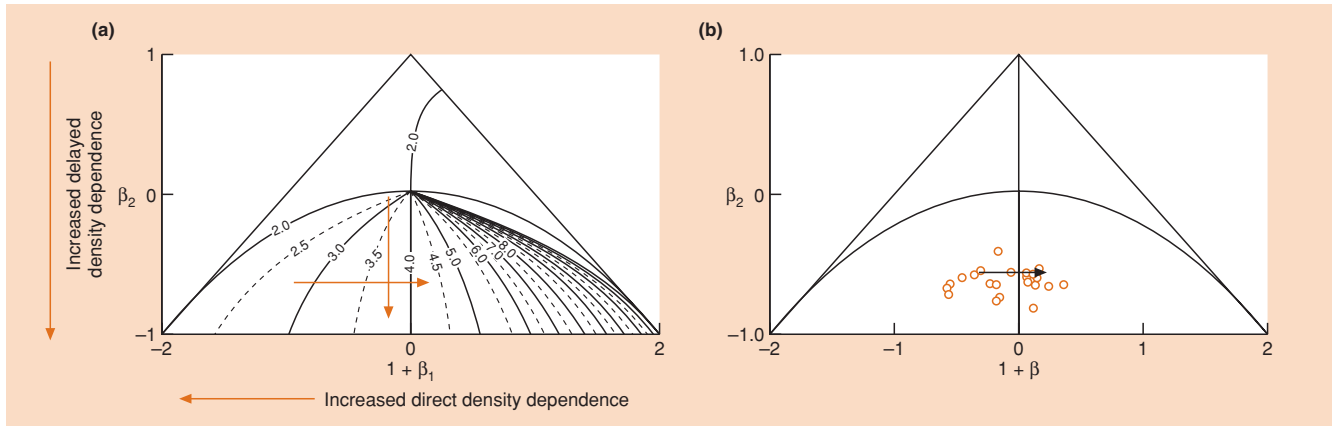 (a)
1
0
−1
β2
−2
0
2
1 + β1
2.0
2.0
2.5
3.0
3.5
4.0
4.5
5.0
6.0
7.0
8.0
Increased delayed
density dependence
Increased direct density dependence
(b)
1.0
0
−1.0
β2
−2
−1
0
1
2
1 + β